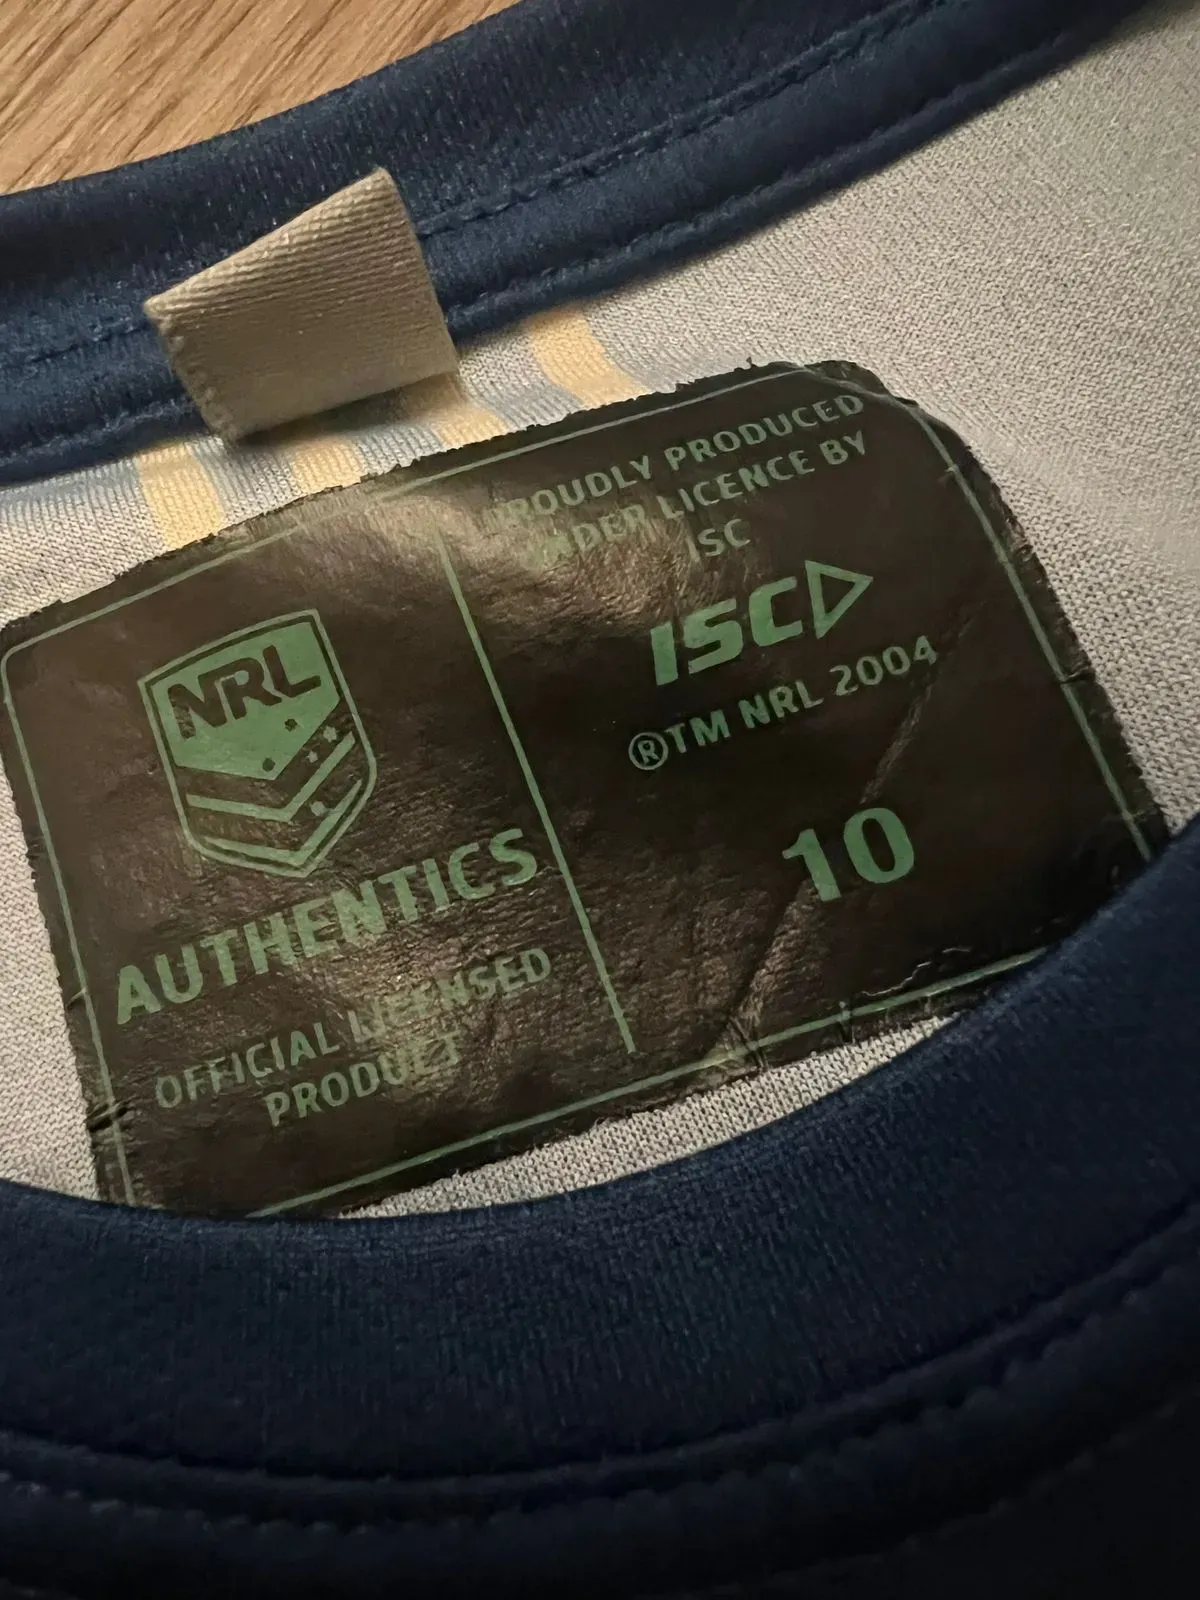 NRL
AUTHENTICS
OFFICIAL LICENSED
PRODUCT
PROUDLY PRODUCED
UNDER LICENCE BY
ISC
ISC
®TM NRL 2004
10